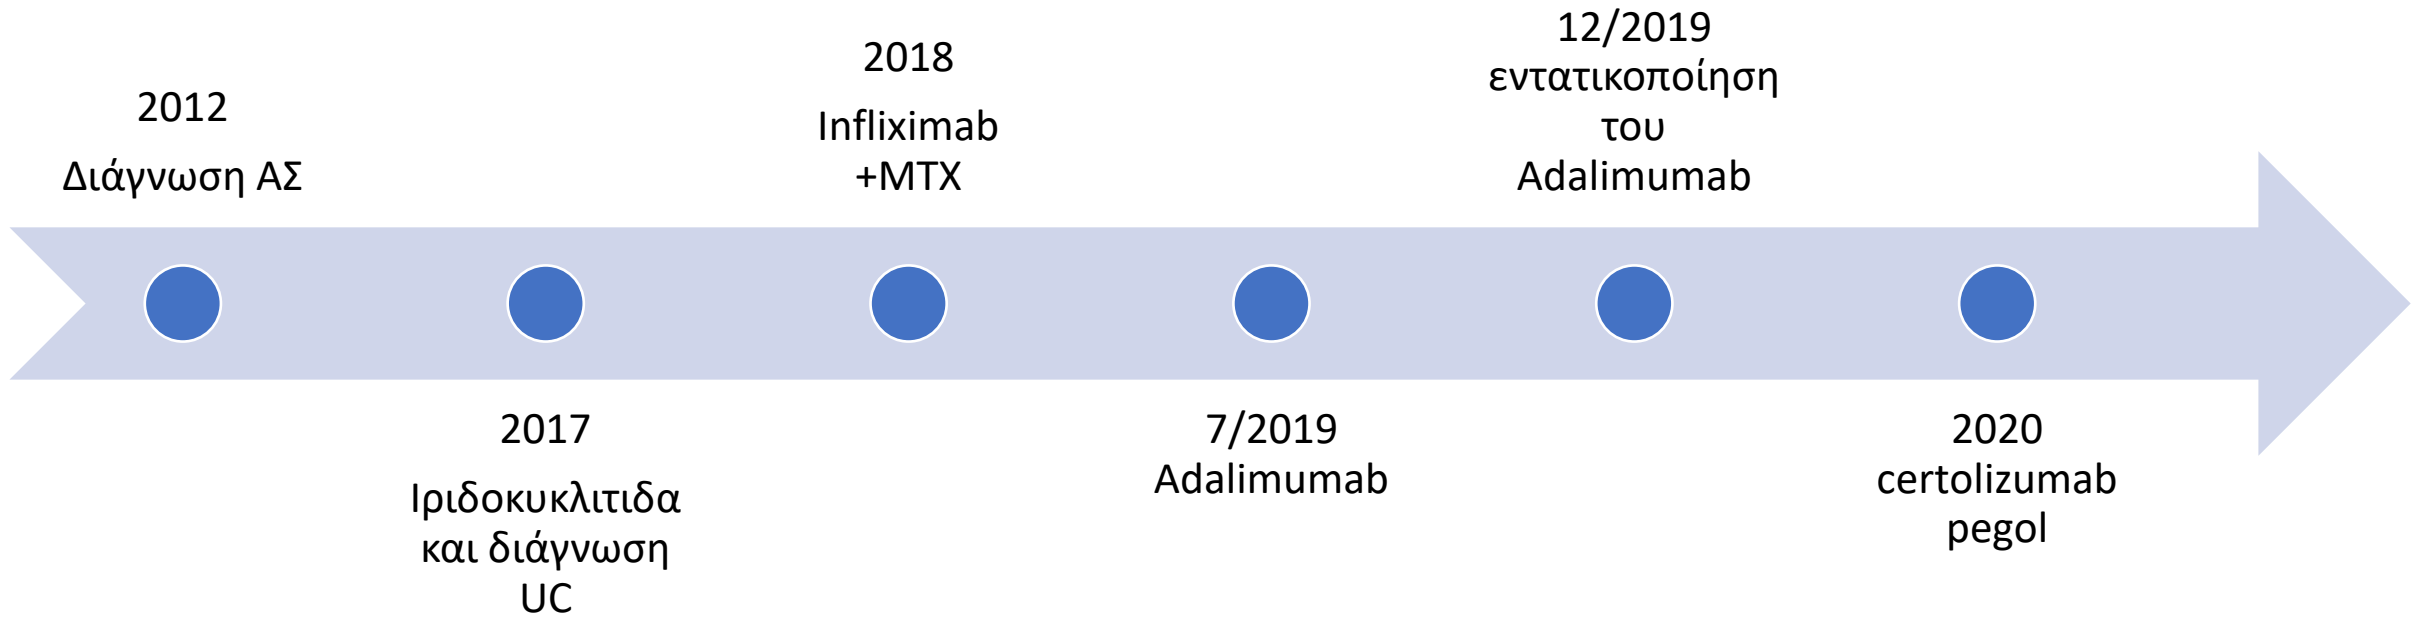 2012
Διάγνωση ΑΣ
2017
Ιριδοκυκλιτιδα
και διάγνωση
UC
2018
Infliximab
+MTX
7/2019
Adalimumab
12/2019
εντατικοποίηση
του
Adalimumab
2020
certolizumab
pegol